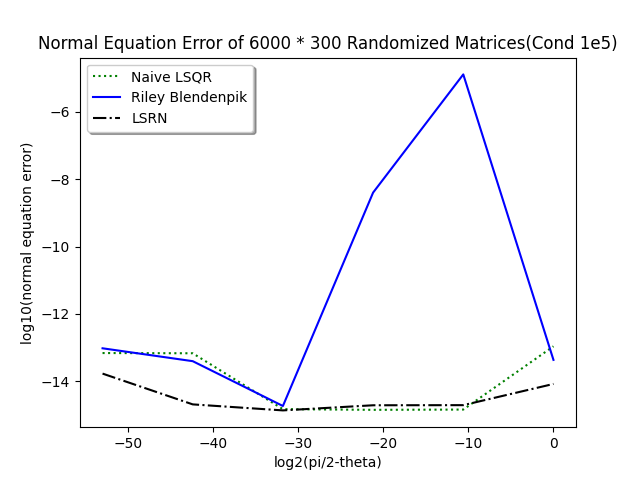 Normal Equation Error of 6000 * 300 Randomized Matrices(Cond 1e5)
Naive LSQR
Riley Blendenpik
LSRN
log10(normal equation error)
−6
−8
−10
−12
−14
−50
−40
−30
−20
−10
0
log2(pi/2-theta)